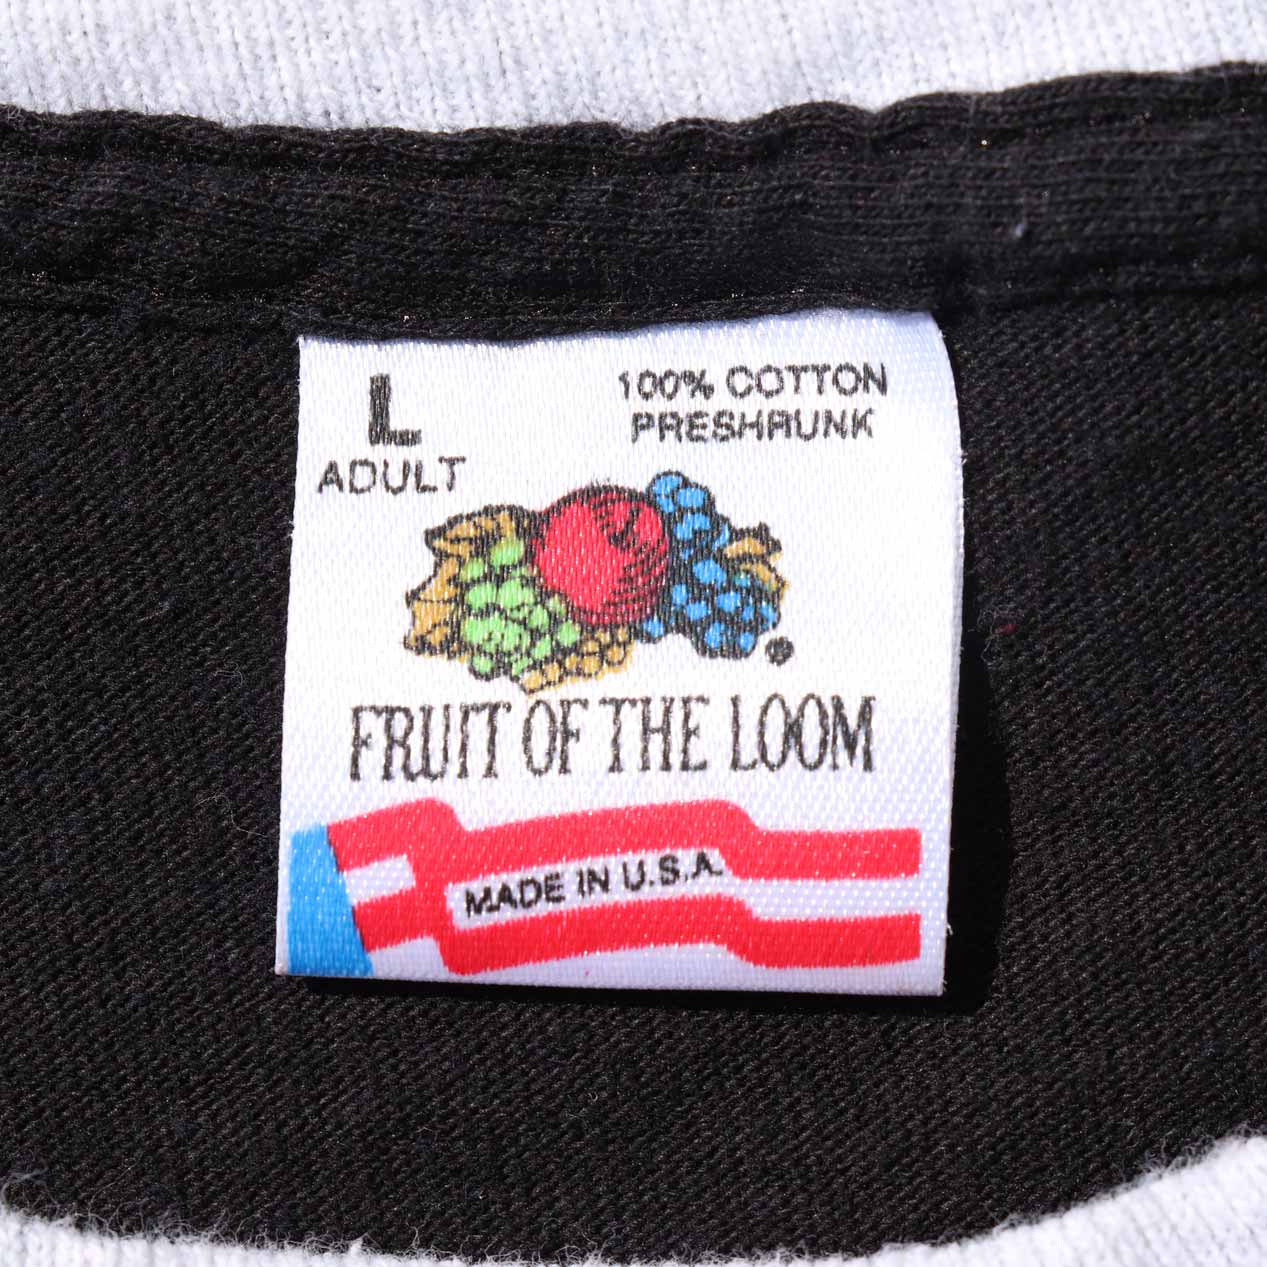 L
ADULT
100% COTTON
PRESHRUNK
®
FRUIT OF THE LOOM
MADE IN U.S.A.